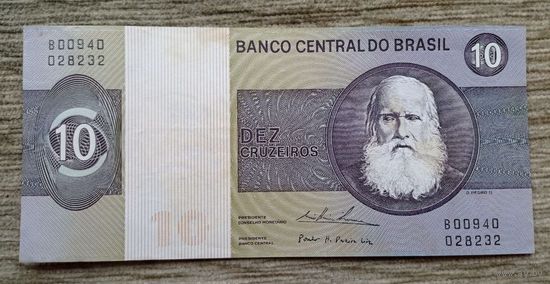 B00940
028232
BANCO CENTRAL DO BRASIL
10
10
DEZ
CRUZEIROS
D. PEDRO II
PRESIDENTE
CONSELHO MONETÁRIO
PRESIDENTE
BANCO CENTRAL
B00940
028232
10